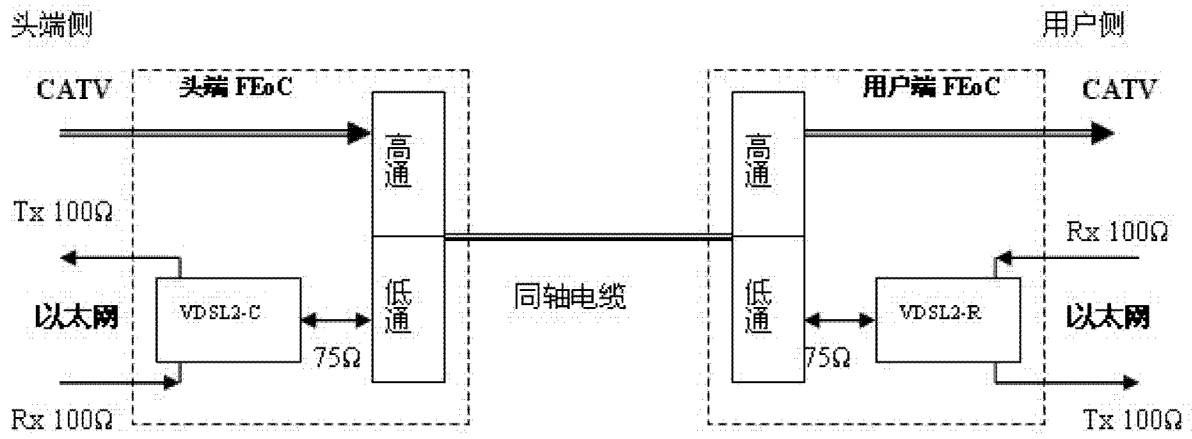 头端侧
用户侧
CATV
头端 FEoC
用户端 FEoC
CATV
高通
高通
Tx 100Ω
Rx 100Ω
以太网
VDSL2-C
75Ω
低通
同轴电缆
低通
75Ω
VDSL2-R
以太网
Rx 100Ω
Tx 100Ω